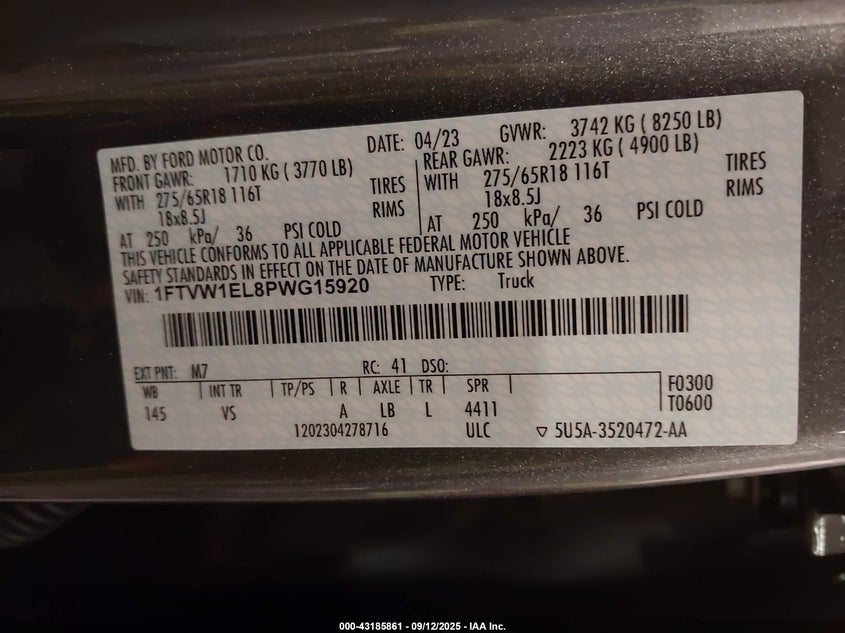 MFD. BY FORD MOTOR CO. DATE: 04/23 GVWR: 3742 KG ( 8250 LB)
FRONT GAWR: 1710 KG ( 3770 LB) REAR GAWR: 2223 KG ( 4900 LB)
WITH 275/65R18 116T TIRES WITH 275/65R18 116T TIRES
18x8.5J RIMS 18x8.5J RIMS
AT 250 kPa/ 36 PSI COLD AT 250 kPa/ 36 PSI COLD
THIS VEHICLE CONFORMS TO ALL APPLICABLE FEDERAL MOTOR VEHICLE
SAFETY STANDARDS IN EFFECT ON THE DATE OF MANUFACTURE SHOWN ABOVE.
VIN: 1FTVW1EL8PWG15920 TYPE: Truck
EXT PNT: M7 RC: 41 DSO:
WB INT TR TP/PS R AXLE TR SPR F0300
145 VS A LB L 4411 T0600
1202304278716 ULC ▽ 5U5A-3520472-AA
000-43185861 - 09/12/2025 - IAA Inc.